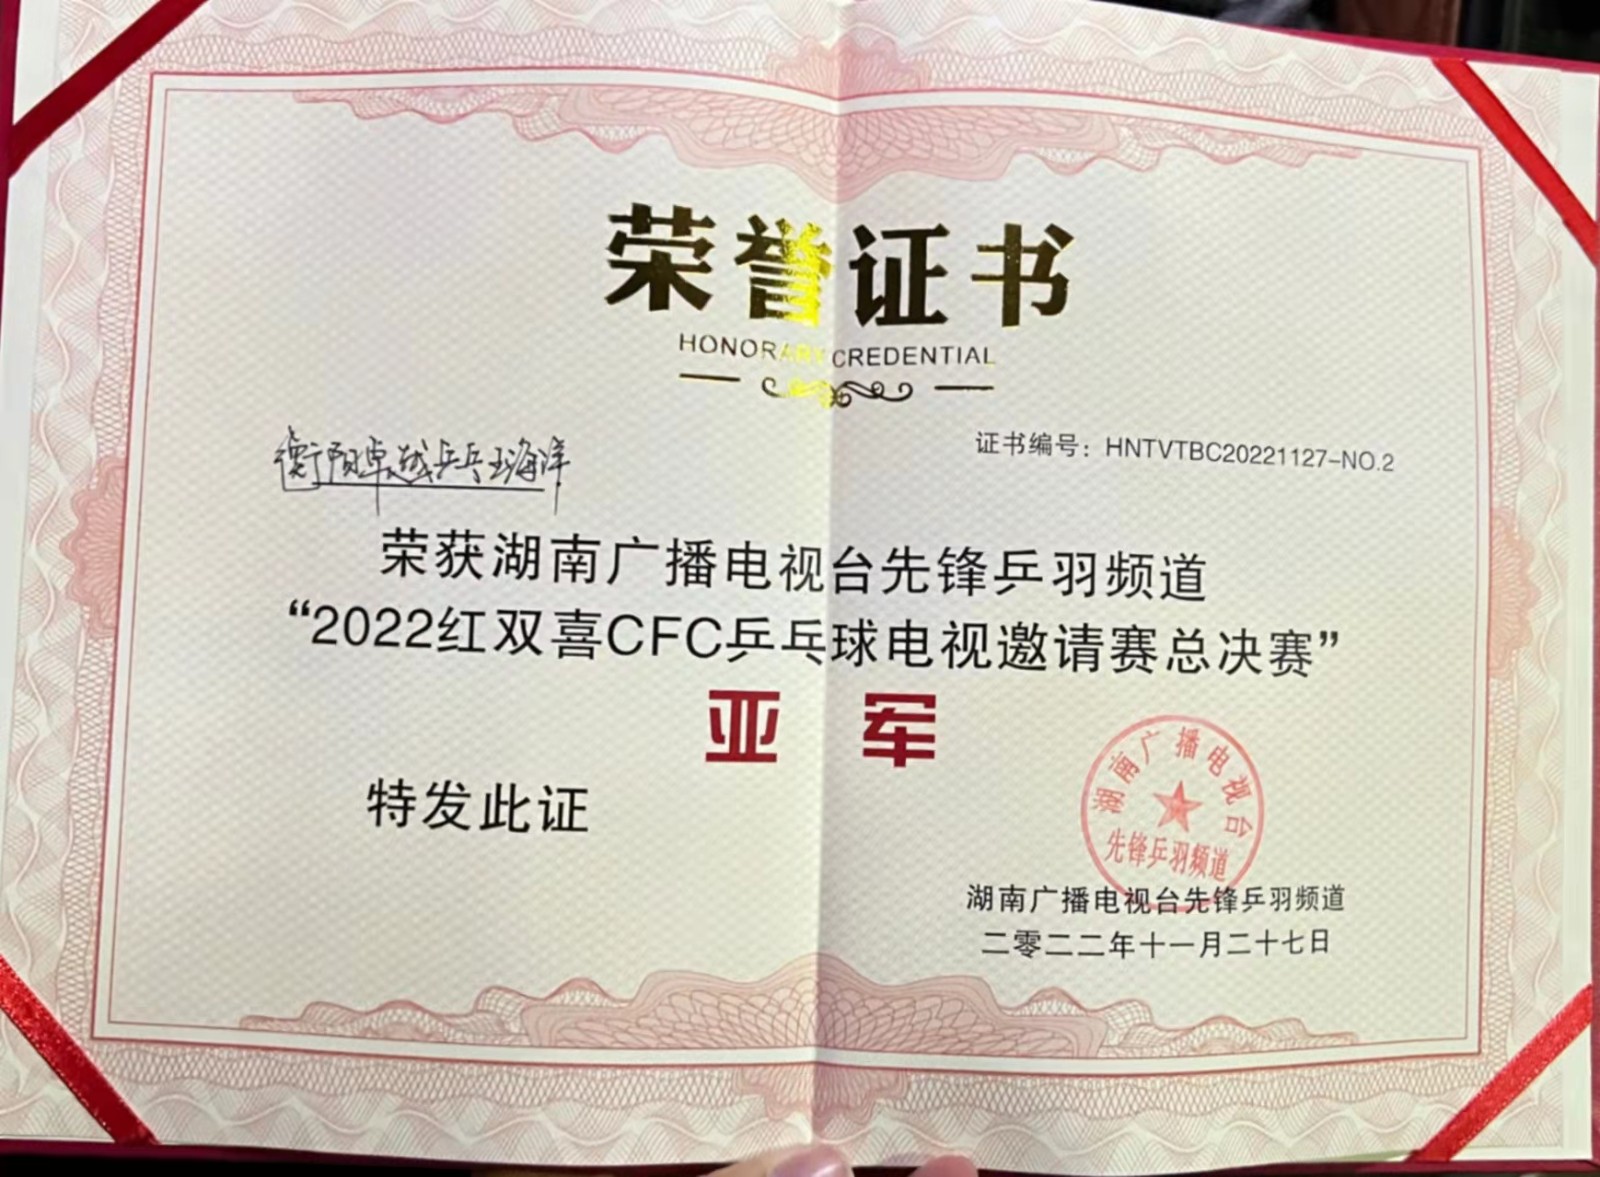 荣誉证书
HONORARY CREDENTIAL
证书编号：HNTVTBC20221127-NO.2
衡阳卓越乒乓王海洋
荣获湖南广播电视台先锋乒羽频道
“2022红双喜CFC乒乓球电视邀请赛总决赛”
亚 军
特发此证
湖南广播电视台
先锋乒羽频道
湖南广播电视台先锋乒羽频道
二零二二年十一月二十七日